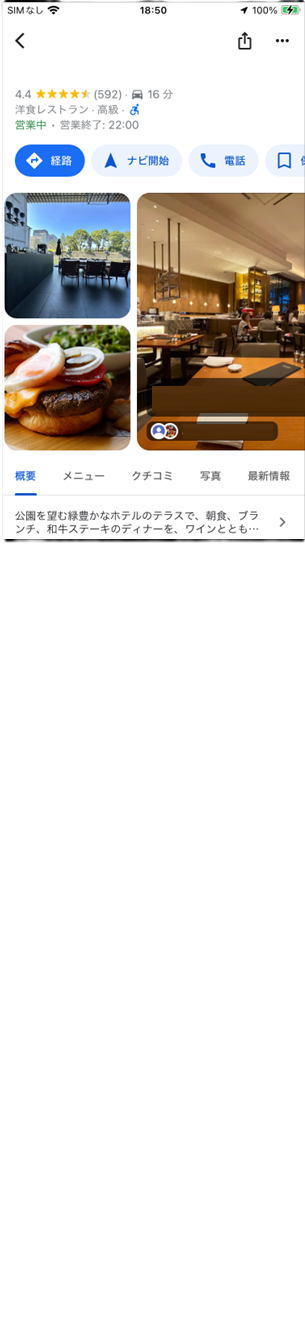 SIMなし 18:50 100%
4.4 (592) · 16 分
洋食レストラン · 高級 ·
営業中 · 営業終了: 22:00
経路 ナビ開始 電話
概要 メニュー クチコミ 写真 最新情報
公園を望む緑豊かなホテルのテラスで、朝食、ブラ
ンチ、和牛ステーキのディナーを、ワインととも…